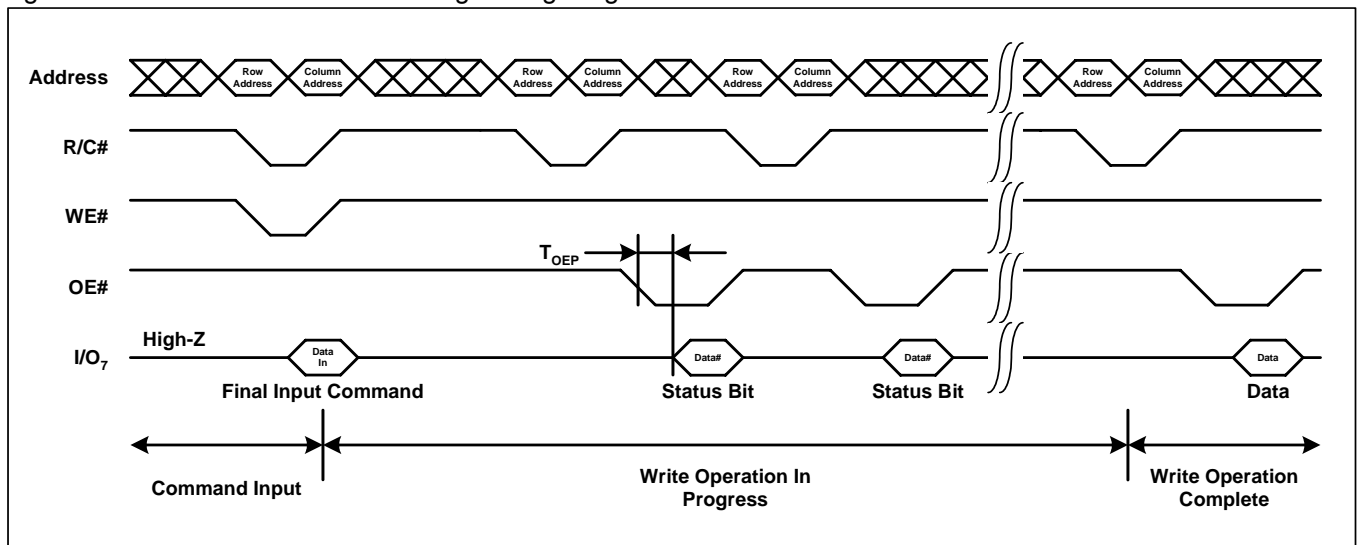 Address
Row
Address
Column
Address
Row
Address
Column
Address
Row
Address
Column
Address
Row
Address
Column
Address
R/C#
WE#
TOEP
OE#
High-Z
I/O7
Data
In
Data#
Data#
Data
Final Input Command
Status Bit
Status Bit
Data
Command Input
Write Operation In
Progress
Write Operation
Complete